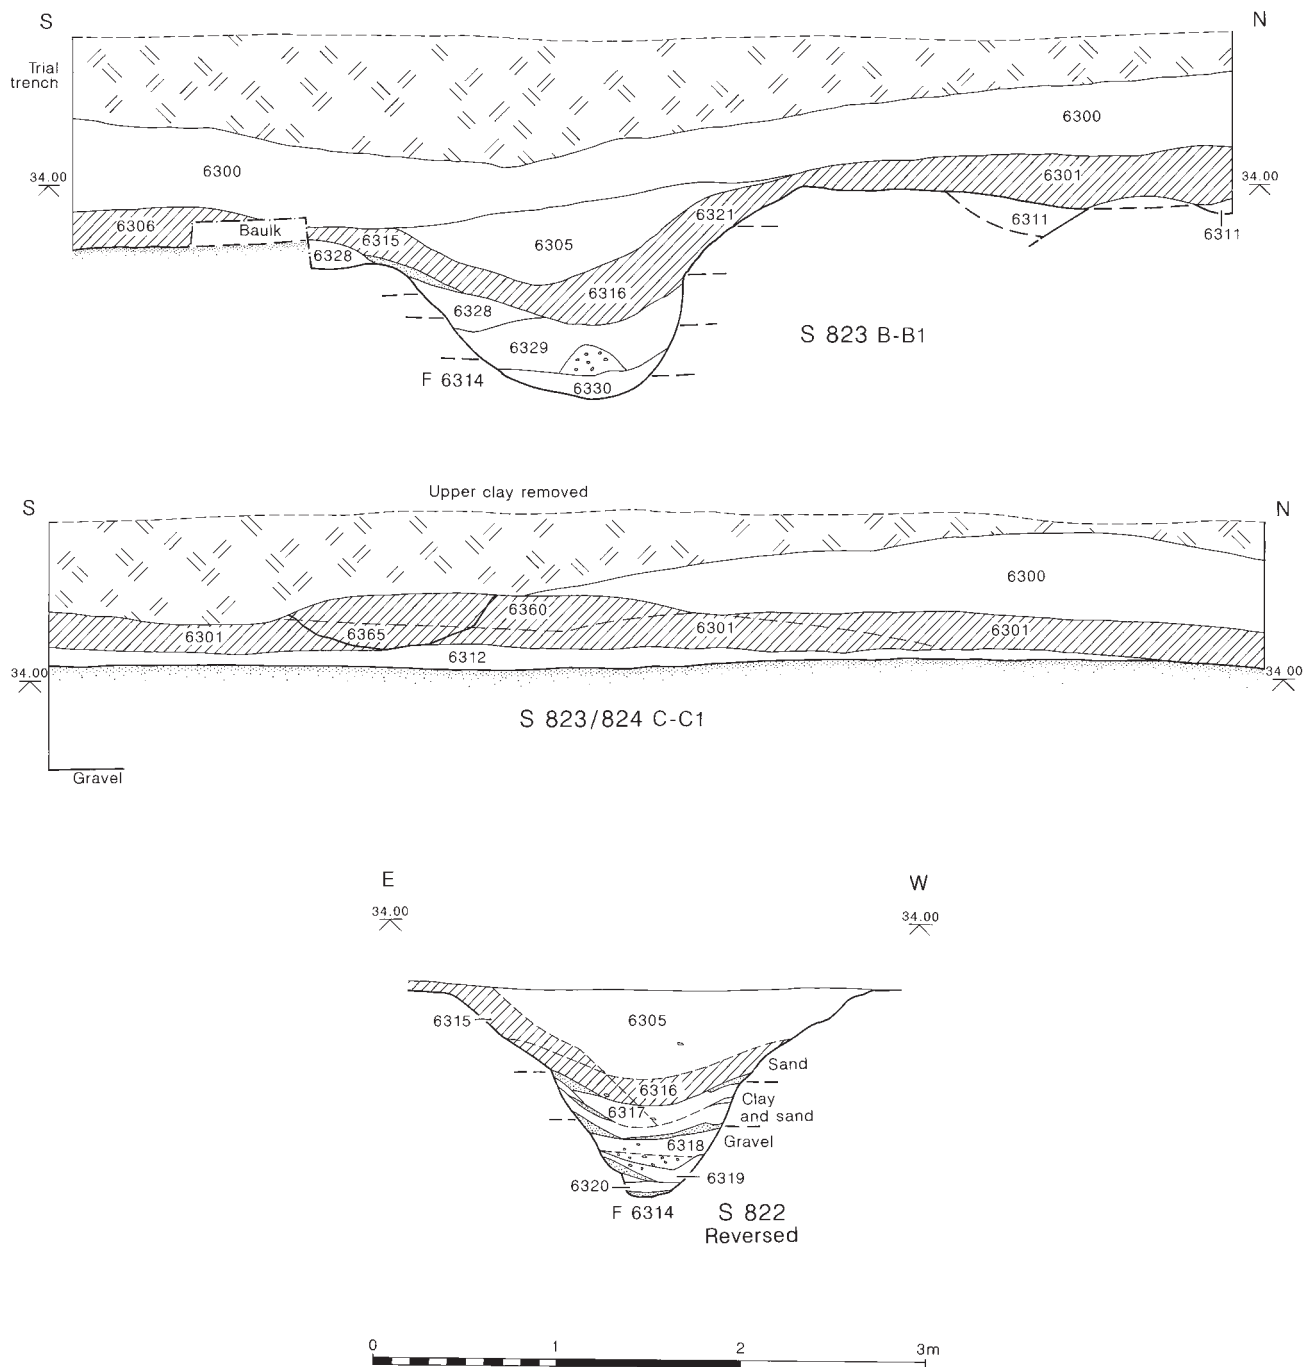 S
N
Trial
trench
6300
6300
34.00
34.00
6301
6306
Baulk
6321
6311
6315
6305
6311
6328
6316
6328
S 823 B-B1
6329
F 6314
6330
Upper clay removed
S
N
6300
6360
6301
6365
6301
6301
6312
34.00
34.00
S 823/824 C-C1
Gravel
E
W
34.00
34.00
6315
6305
Sand
6316
Clay
and sand
6317
6318
Gravel
6319
6320
F 6314
S 822
Reversed
0 1 2 3m